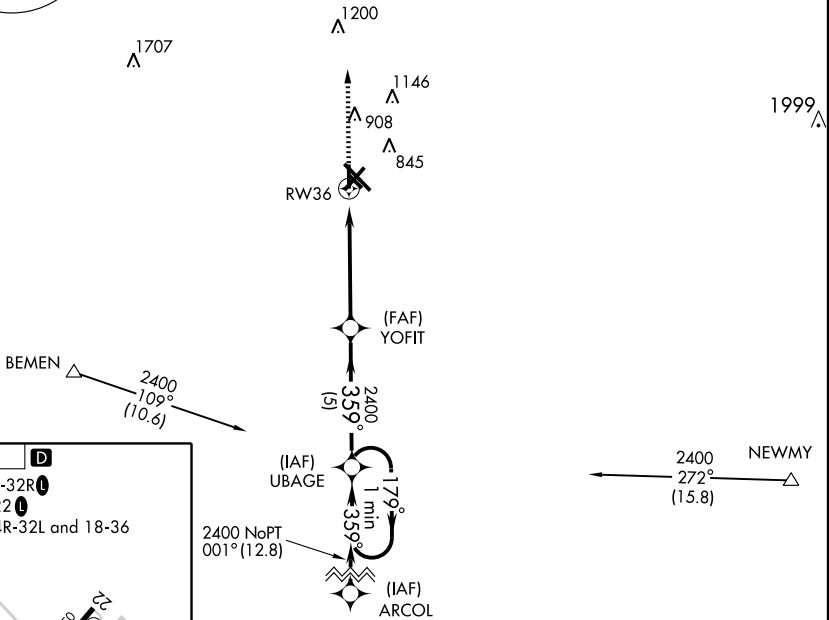 1200
1707
1146
1999
908
845
RW36
(FAF)
YOFIT
BEMEN
2400
109°
(10.6)
2400
359°
(5)
D
(IAF)
UBAGE
2400
272°
(15.8)
NEWMY
-32R L
22 L
4R-32L and 18-36
179°
1 min
359°
2400 NoPT
001° (12.8)
(IAF)
ARCOL
22